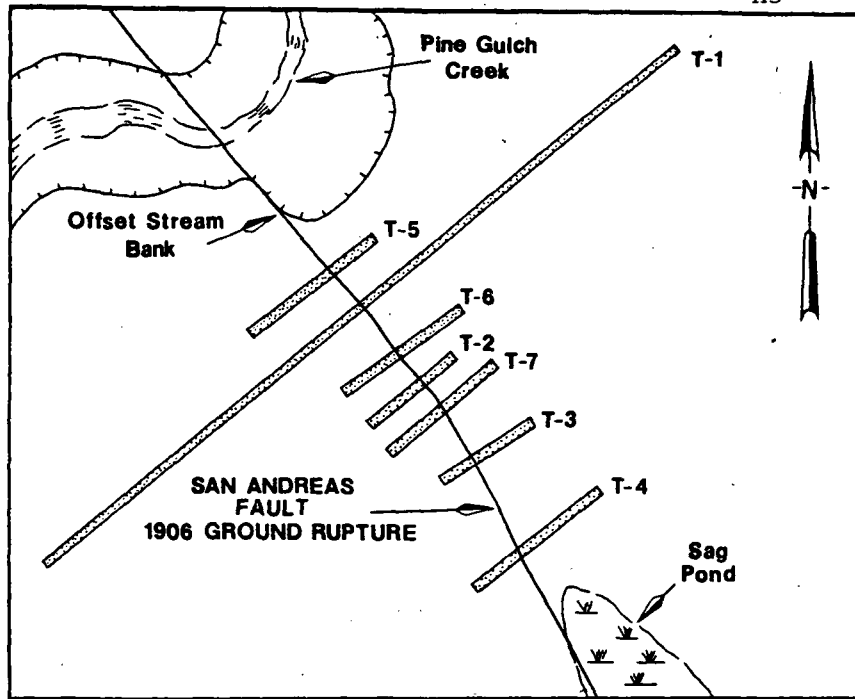 Pine Gulch
Creek
T-1
-N-
Offset Stream
Bank
T-5
T-6
T-2
T-7
T-3
SAN ANDREAS
FAULT
1906 GROUND RUPTURE
T-4
Sag
Pond